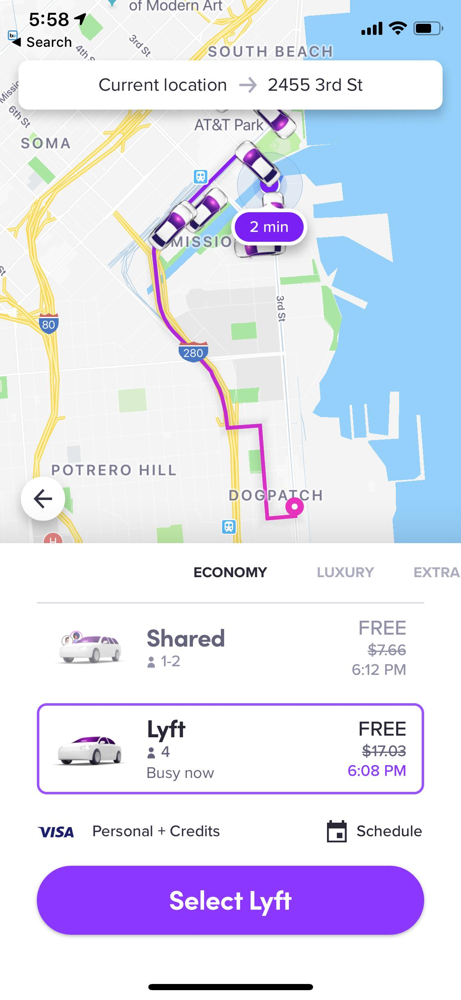 of Modern Art
5:58
Search
3rd St
SOUTH BEACH
Current location → 2455 3rd St
6th St
AT&T Park
SOMA
2 min
MISSIO
3rd St
80
280
POTRERO HILL
DOGPATCH
H
ECONOMY LUXURY EXTRA
Shared FREE
1-2 $7.66
6:12 PM
Lyft FREE
4 $17.03
Busy now 6:08 PM
VISA Personal + Credits Schedule
Select Lyft